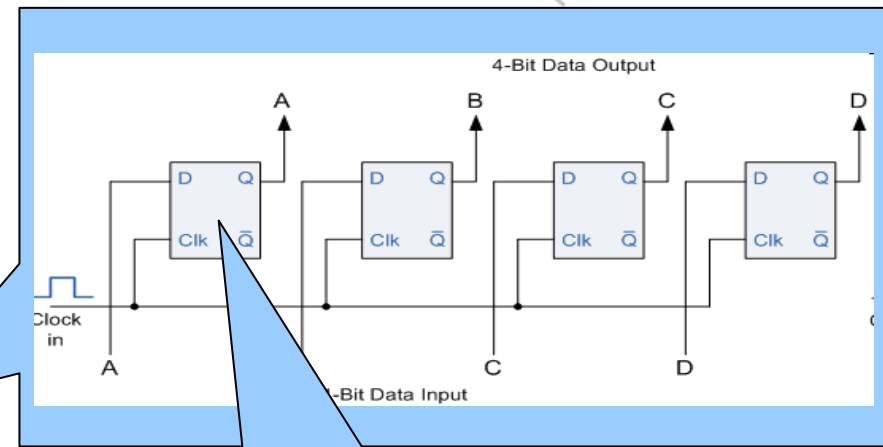 4-Bit Data Output
A B C D
D Q D Q D Q D Q
Clk Q̅ Clk Q̅ Clk Q̅ Clk Q̅
Clock
in
A C D
-Bit Data Input